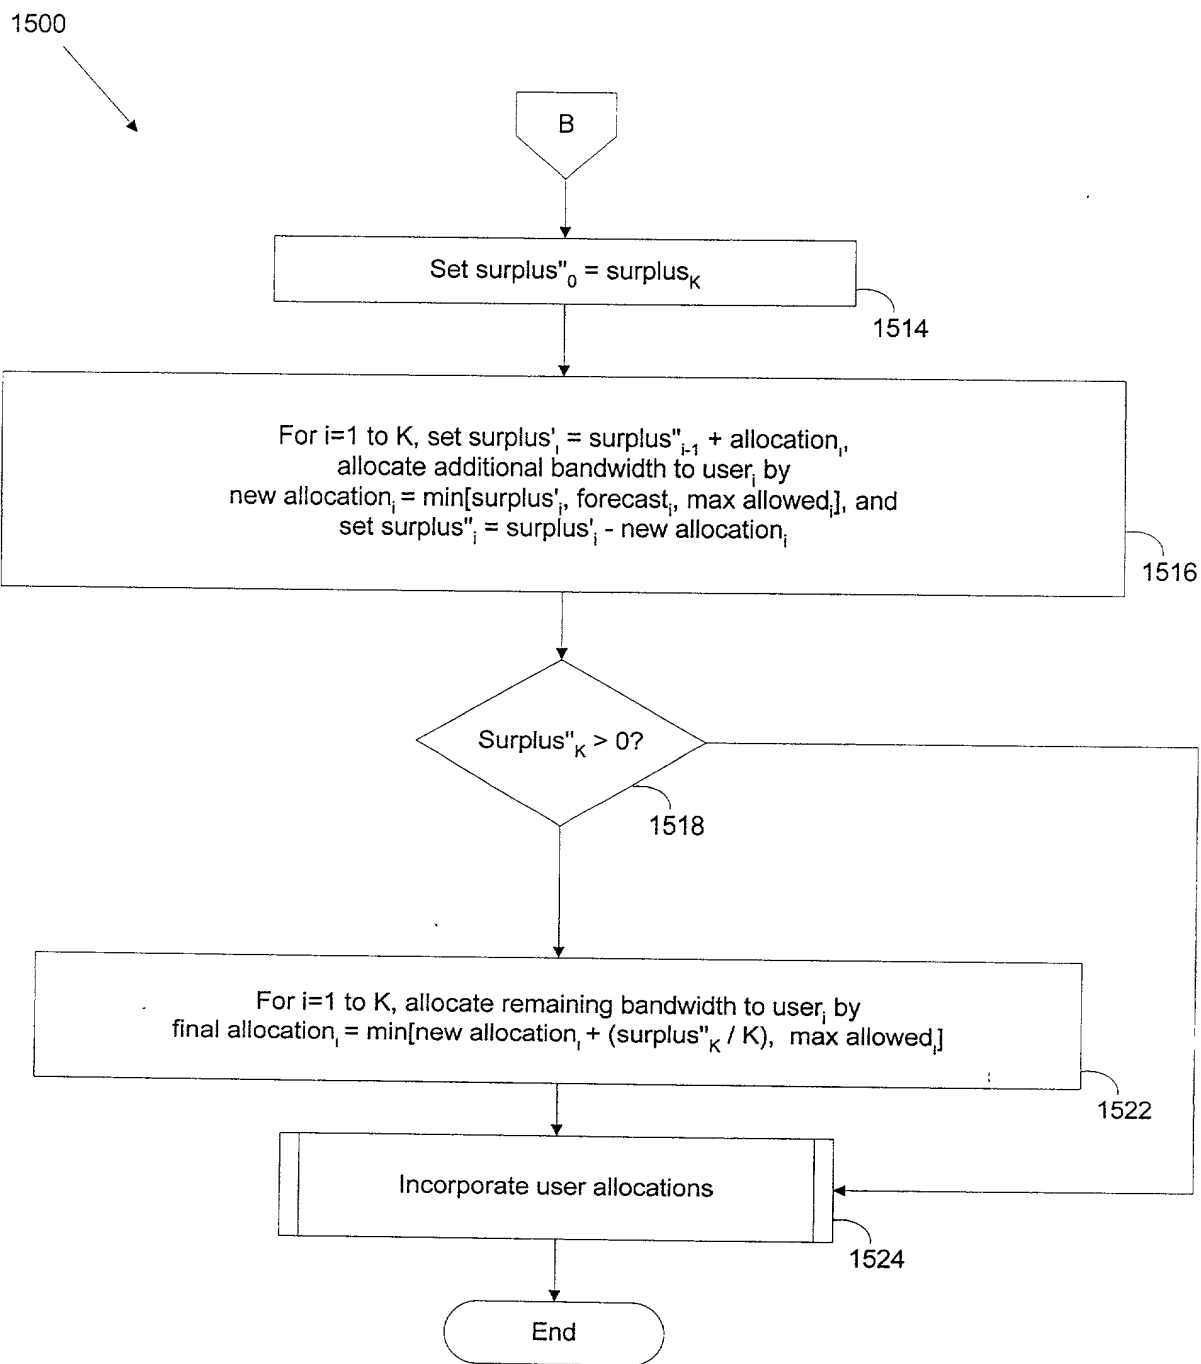 1500
B
Set surplus"₀ = surplusK
1514
For i=1 to K, set surplus'ᵢ = surplus"ᵢ₋₁ + allocationᵢ,
allocate additional bandwidth to userᵢ by
new allocationᵢ = min[surplus'ᵢ, forecastᵢ, max allowedᵢ], and
set surplus"ᵢ = surplus'ᵢ - new allocationᵢ
1516
Surplus"K > 0?
1518
For i=1 to K, allocate remaining bandwidth to userᵢ by
final allocationᵢ = min[new allocationᵢ + (surplus"K / K), max allowedᵢ]
1522
Incorporate user allocations
1524
End